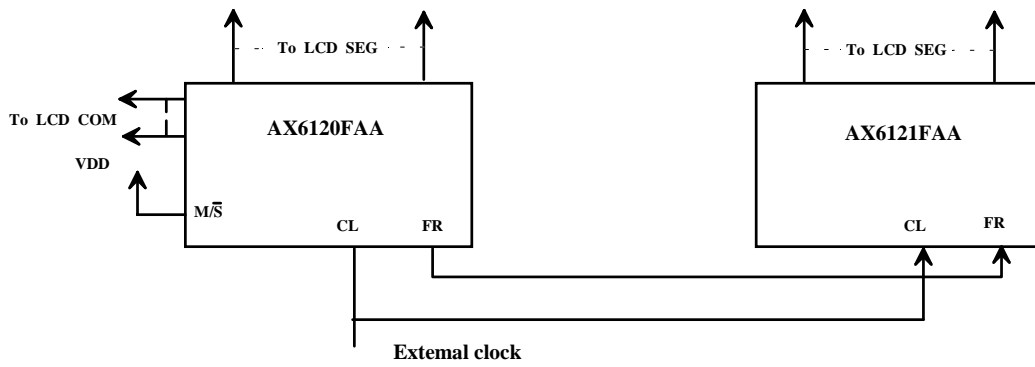 To LCD SEG
To LCD SEG
To LCD COM
AX6120FAA
AX6121FAA
VDD
M/S̅
CL
FR
CL
FR
Extemal clock